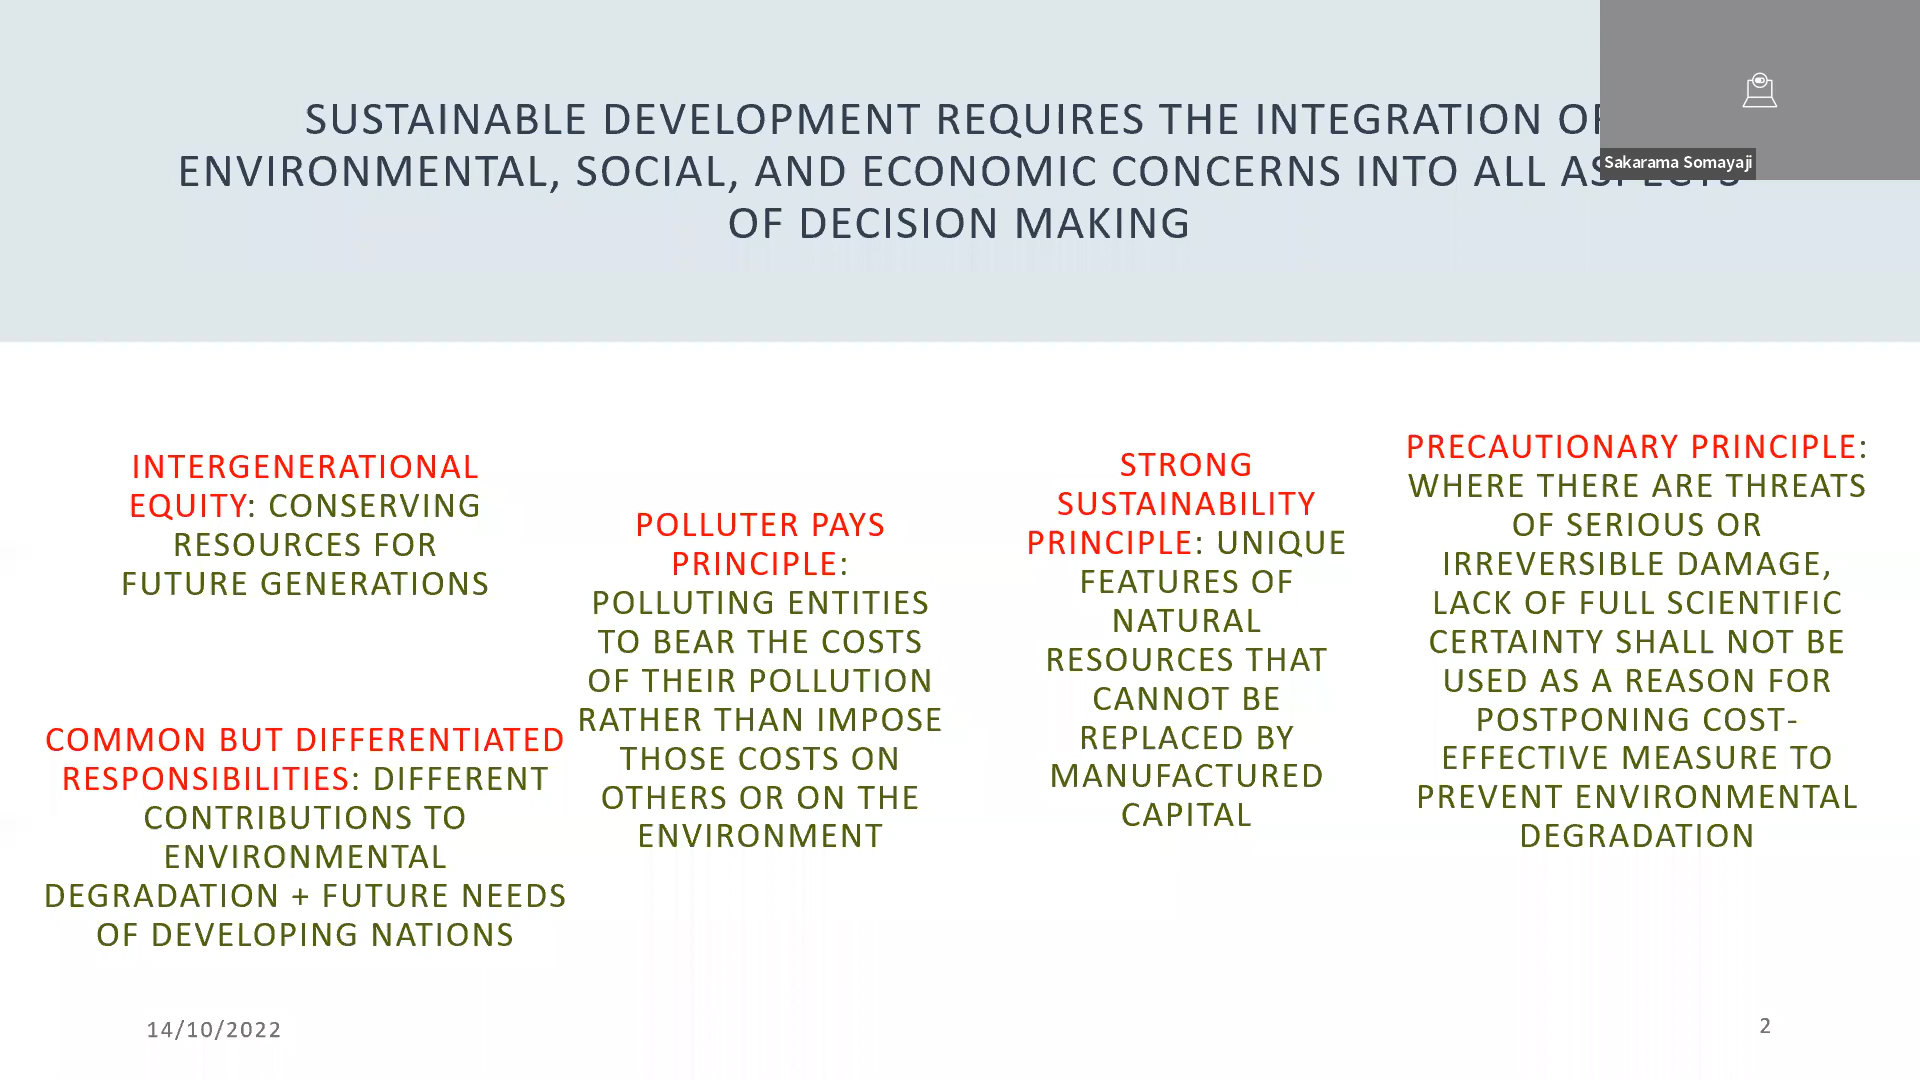 SUSTAINABLE DEVELOPMENT REQUIRES THE INTEGRATION OF
ENVIRONMENTAL, SOCIAL, AND ECONOMIC CONCERNS INTO ALL ASPECTS
OF DECISION MAKING
Sakarama Somayaji
INTERGENERATIONAL
EQUITY: CONSERVING
RESOURCES FOR
FUTURE GENERATIONS
COMMON BUT DIFFERENTIATED
RESPONSIBILITIES: DIFFERENT
CONTRIBUTIONS TO
ENVIRONMENTAL
DEGRADATION + FUTURE NEEDS
OF DEVELOPING NATIONS
POLLUTER PAYS
PRINCIPLE:
POLLUTING ENTITIES
TO BEAR THE COSTS
OF THEIR POLLUTION
RATHER THAN IMPOSE
THOSE COSTS ON
OTHERS OR ON THE
ENVIRONMENT
STRONG
SUSTAINABILITY
PRINCIPLE: UNIQUE
FEATURES OF
NATURAL
RESOURCES THAT
CANNOT BE
REPLACED BY
MANUFACTURED
CAPITAL
PRECAUTIONARY PRINCIPLE:
WHERE THERE ARE THREATS
OF SERIOUS OR
IRREVERSIBLE DAMAGE,
LACK OF FULL SCIENTIFIC
CERTAINTY SHALL NOT BE
USED AS A REASON FOR
POSTPONING COST-
EFFECTIVE MEASURE TO
PREVENT ENVIRONMENTAL
DEGRADATION
14/10/2022
2